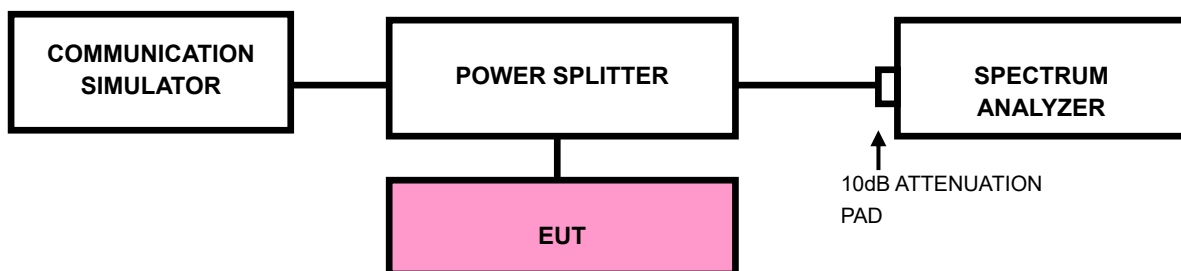 COMMUNICATION
SIMULATOR
POWER SPLITTER
SPECTRUM
ANALYZER
10dB ATTENUATION
PAD
EUT